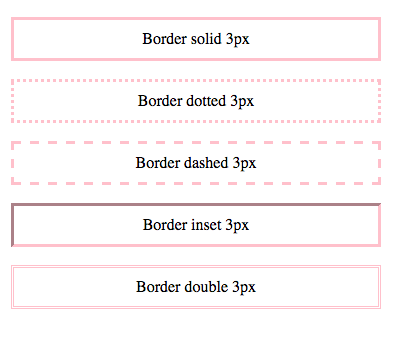 Border solid 3px
Border dotted 3px
Border dashed 3px
Border inset 3px
Border double 3px